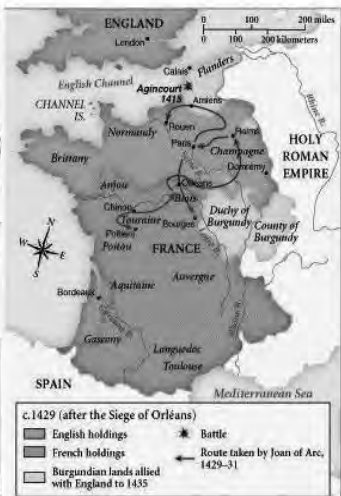 ENGLAND
London
0 100 200 miles
0 100 200 kilometers
English Channel
Calais
Flanders
Agincourt
1415
Amiens
CHANNEL
IS.
Rhine R.
Normandy
Rouen
Reims
Paris
HOLY
ROMAN
EMPIRE
Champagne
Brittany
Domrémy
Anjou
Orléans
Blois
Chinon
Touraine
Bourges
Duchy of
Burgundy
County of
Burgundy
Poitiers
Poitou
FRANCE
N
W
E
S
Auvergne
Aquitaine
Bordeaux
Rhône R.
Gascony
Languedoc
Toulouse
SPAIN
Mediterranean Sea
c.1429 (after the Siege of Orléans)
English holdings
Battle
French holdings
Route taken by Joan of Arc,
1429–31
Burgundian lands allied
with England to 1435